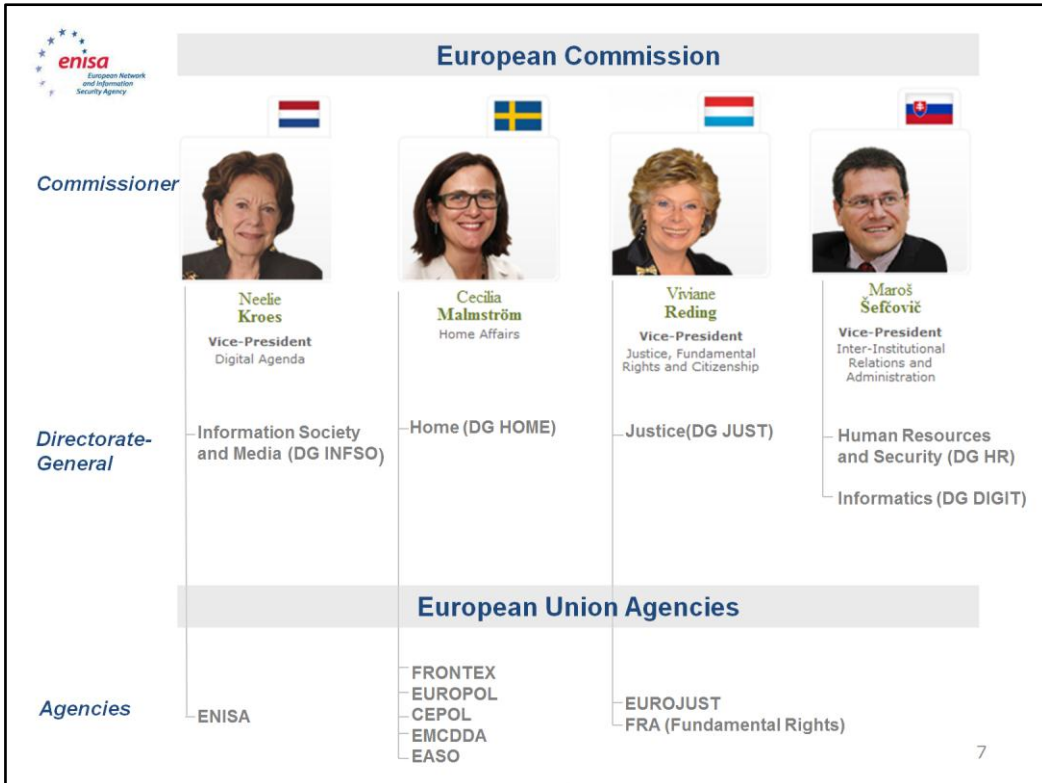 enisa
European Network
and Information
Security Agency
European Commission
Commissioner
Neelie
Kroes
Vice-President
Digital Agenda
Cecilia
Malmström
Home Affairs
Viviane
Reding
Vice-President
Justice, Fundamental
Rights and Citizenship
Maroš
Šefčovič
Vice-President
Inter-Institutional
Relations and
Administration
Directorate-
General
Information Society
and Media (DG INFSO)
Home (DG HOME)
Justice(DG JUST)
Human Resources
and Security (DG HR)
Informatics (DG DIGIT)
European Union Agencies
Agencies
ENISA
FRONTEX
EUROPOL
CEPOL
EMCDDA
EASO
EUROJUST
FRA (Fundamental Rights)
7